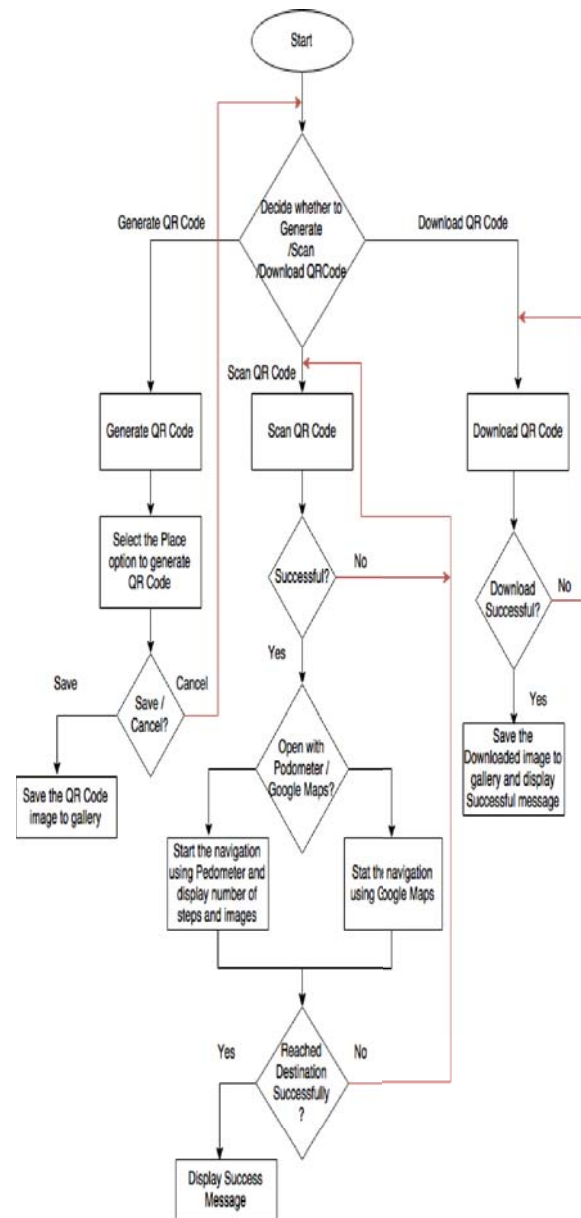 Start
Decide whether to
Generate
/Scan
/Download QRCode
Generate QR Code
Download QR Code
Scan QR Code
Generate QR Code
Scan QR Code
Download QR Code
Select the Place
option to generate
QR Code
Successful?
No
Download
Successful?
No
Yes
Yes
Save
Cancel
Save /
Cancel?
Open with
Podometer /
Google Maps?
Save the
Downloaded image to
gallery and display
Successful message
Save the QR Code
image to gallery
Start the navigation
using Pedometer and
display number of
steps and images
Stat the navigation
using Google Maps
Yes
Reached
Destination
Successfully
?
No
Display Success
Message